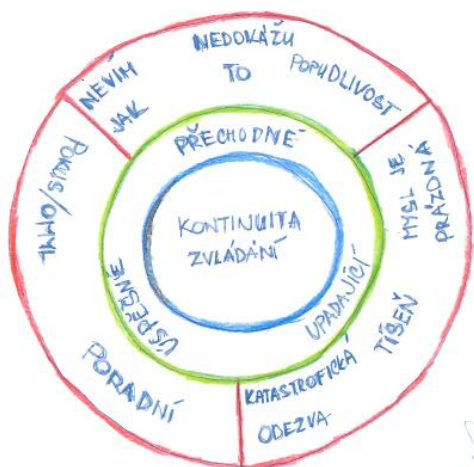 NEVÍM
JAK
NEDOKÁŽU
TO
POPUDLIVOST
MYSL JE
PRÁZDNÁ
TÍSEŇ
KATASTROFICKÁ
ODEZVA
PORADNÍ
POKUS/OMYL
PŘECHODNÉ
UPADAJÍCÍ
ÚSPĚŠNÉ
KONTINUITA
ZVLÁDÁNÍ